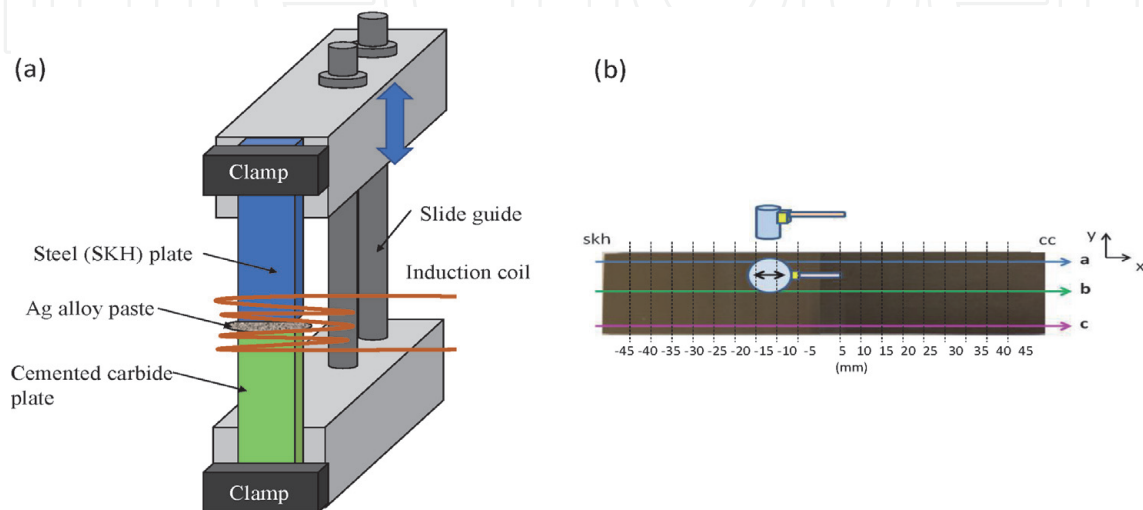 (a)
Clamp
Steel (SKH) plate
Ag alloy paste
Cemented carbide
plate
Clamp
Slide guide
Induction coil
(b)
skh
cc
y
x
a
b
c
-45 -40 -35 -30 -25 -20 -15 -10 -5 5 10 15 20 25 30 35 40 45
(mm)